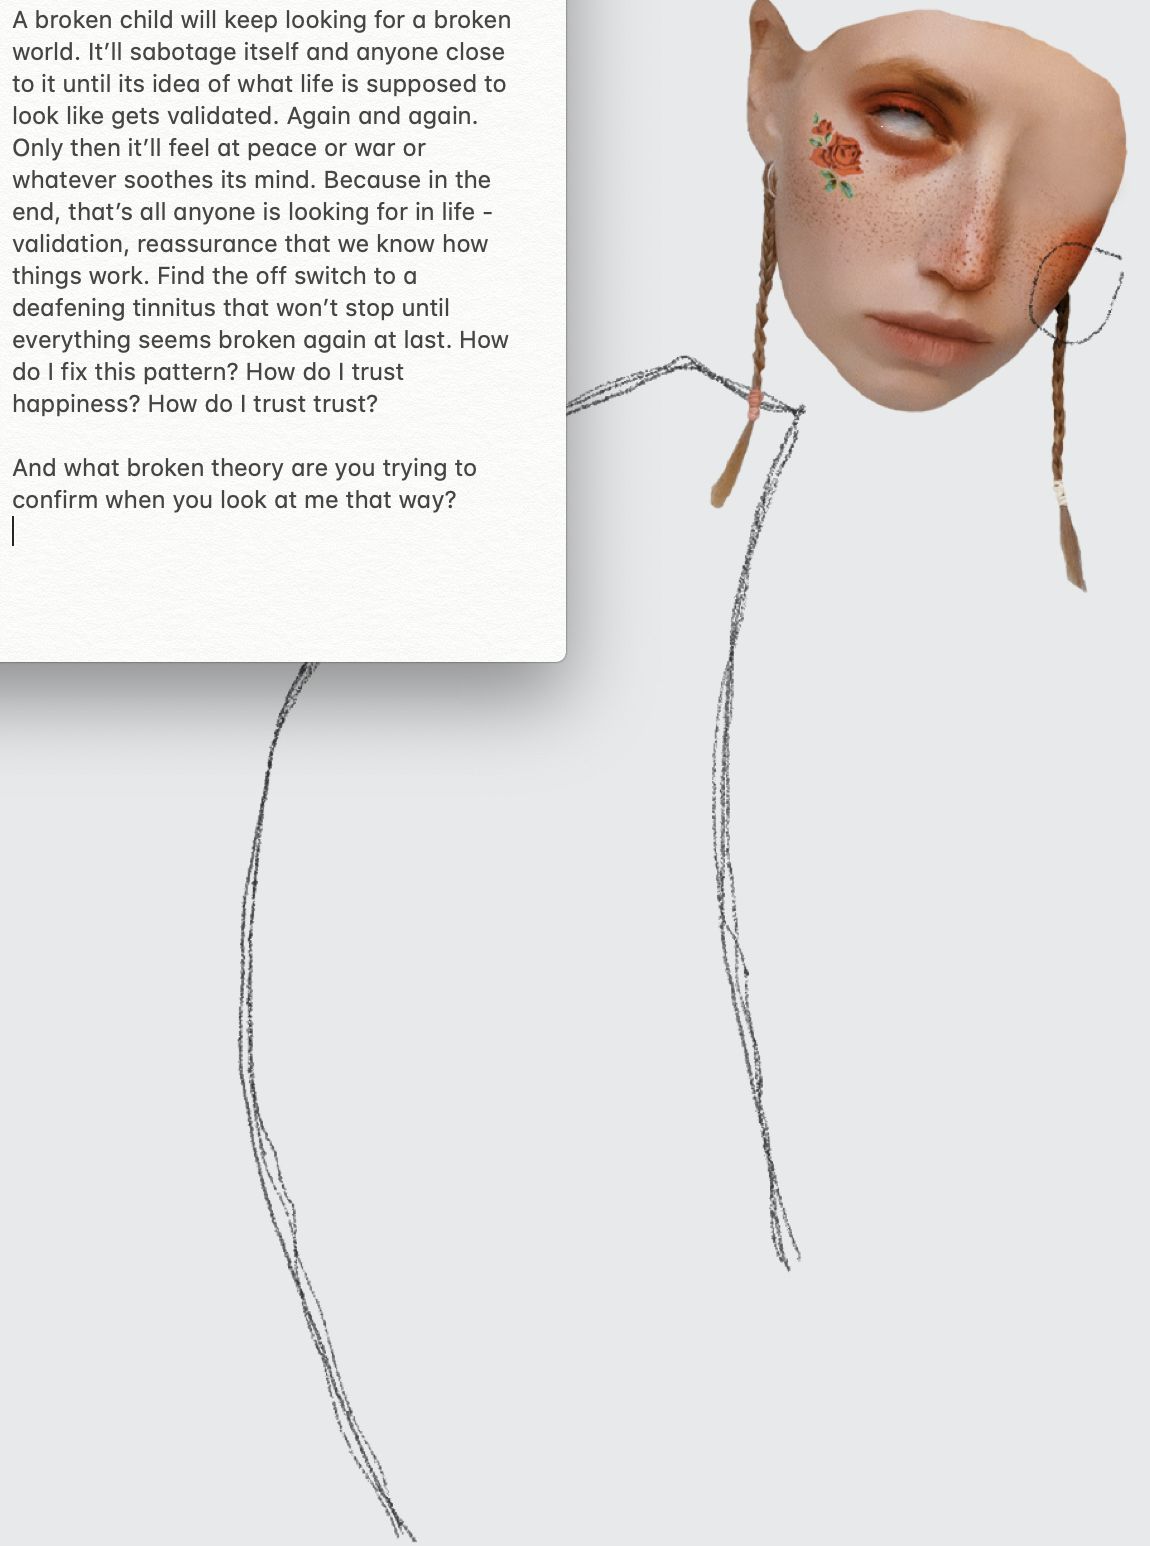 A broken child will keep looking for a broken
world. It’ll sabotage itself and anyone close
to it until its idea of what life is supposed to
look like gets validated. Again and again.
Only then it’ll feel at peace or war or
whatever soothes its mind. Because in the
end, that’s all anyone is looking for in life -
validation, reassurance that we know how
things work. Find the off switch to a
deafening tinnitus that won’t stop until
everything seems broken again at last. How
do I fix this pattern? How do I trust
happiness? How do I trust trust?
And what broken theory are you trying to
confirm when you look at me that way?